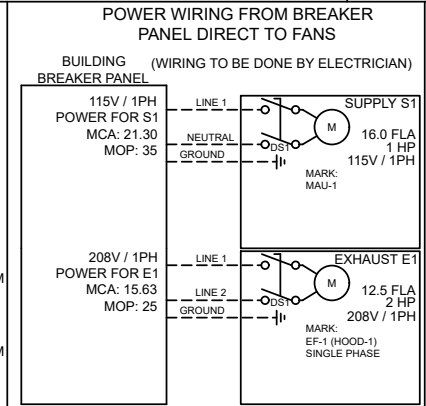 POWER WIRING FROM BREAKER
PANEL DIRECT TO FANS
BUILDING
BREAKER PANEL
(WIRING TO BE DONE BY ELECTRICIAN)
115V / 1PH
POWER FOR S1
MCA: 21.30
MOP: 35
LINE 1
NEUTRAL
GROUND
DS1
M
SUPPLY S1
16.0 FLA
1 HP
115V / 1PH
MARK:
MAU-1
208V / 1PH
POWER FOR E1
MCA: 15.63
MOP: 25
LINE 1
LINE 2
GROUND
DS1
M
EXHAUST E1
12.5 FLA
2 HP
208V / 1PH
MARK:
EF-1 (HOOD-1)
SINGLE PHASE
M
M